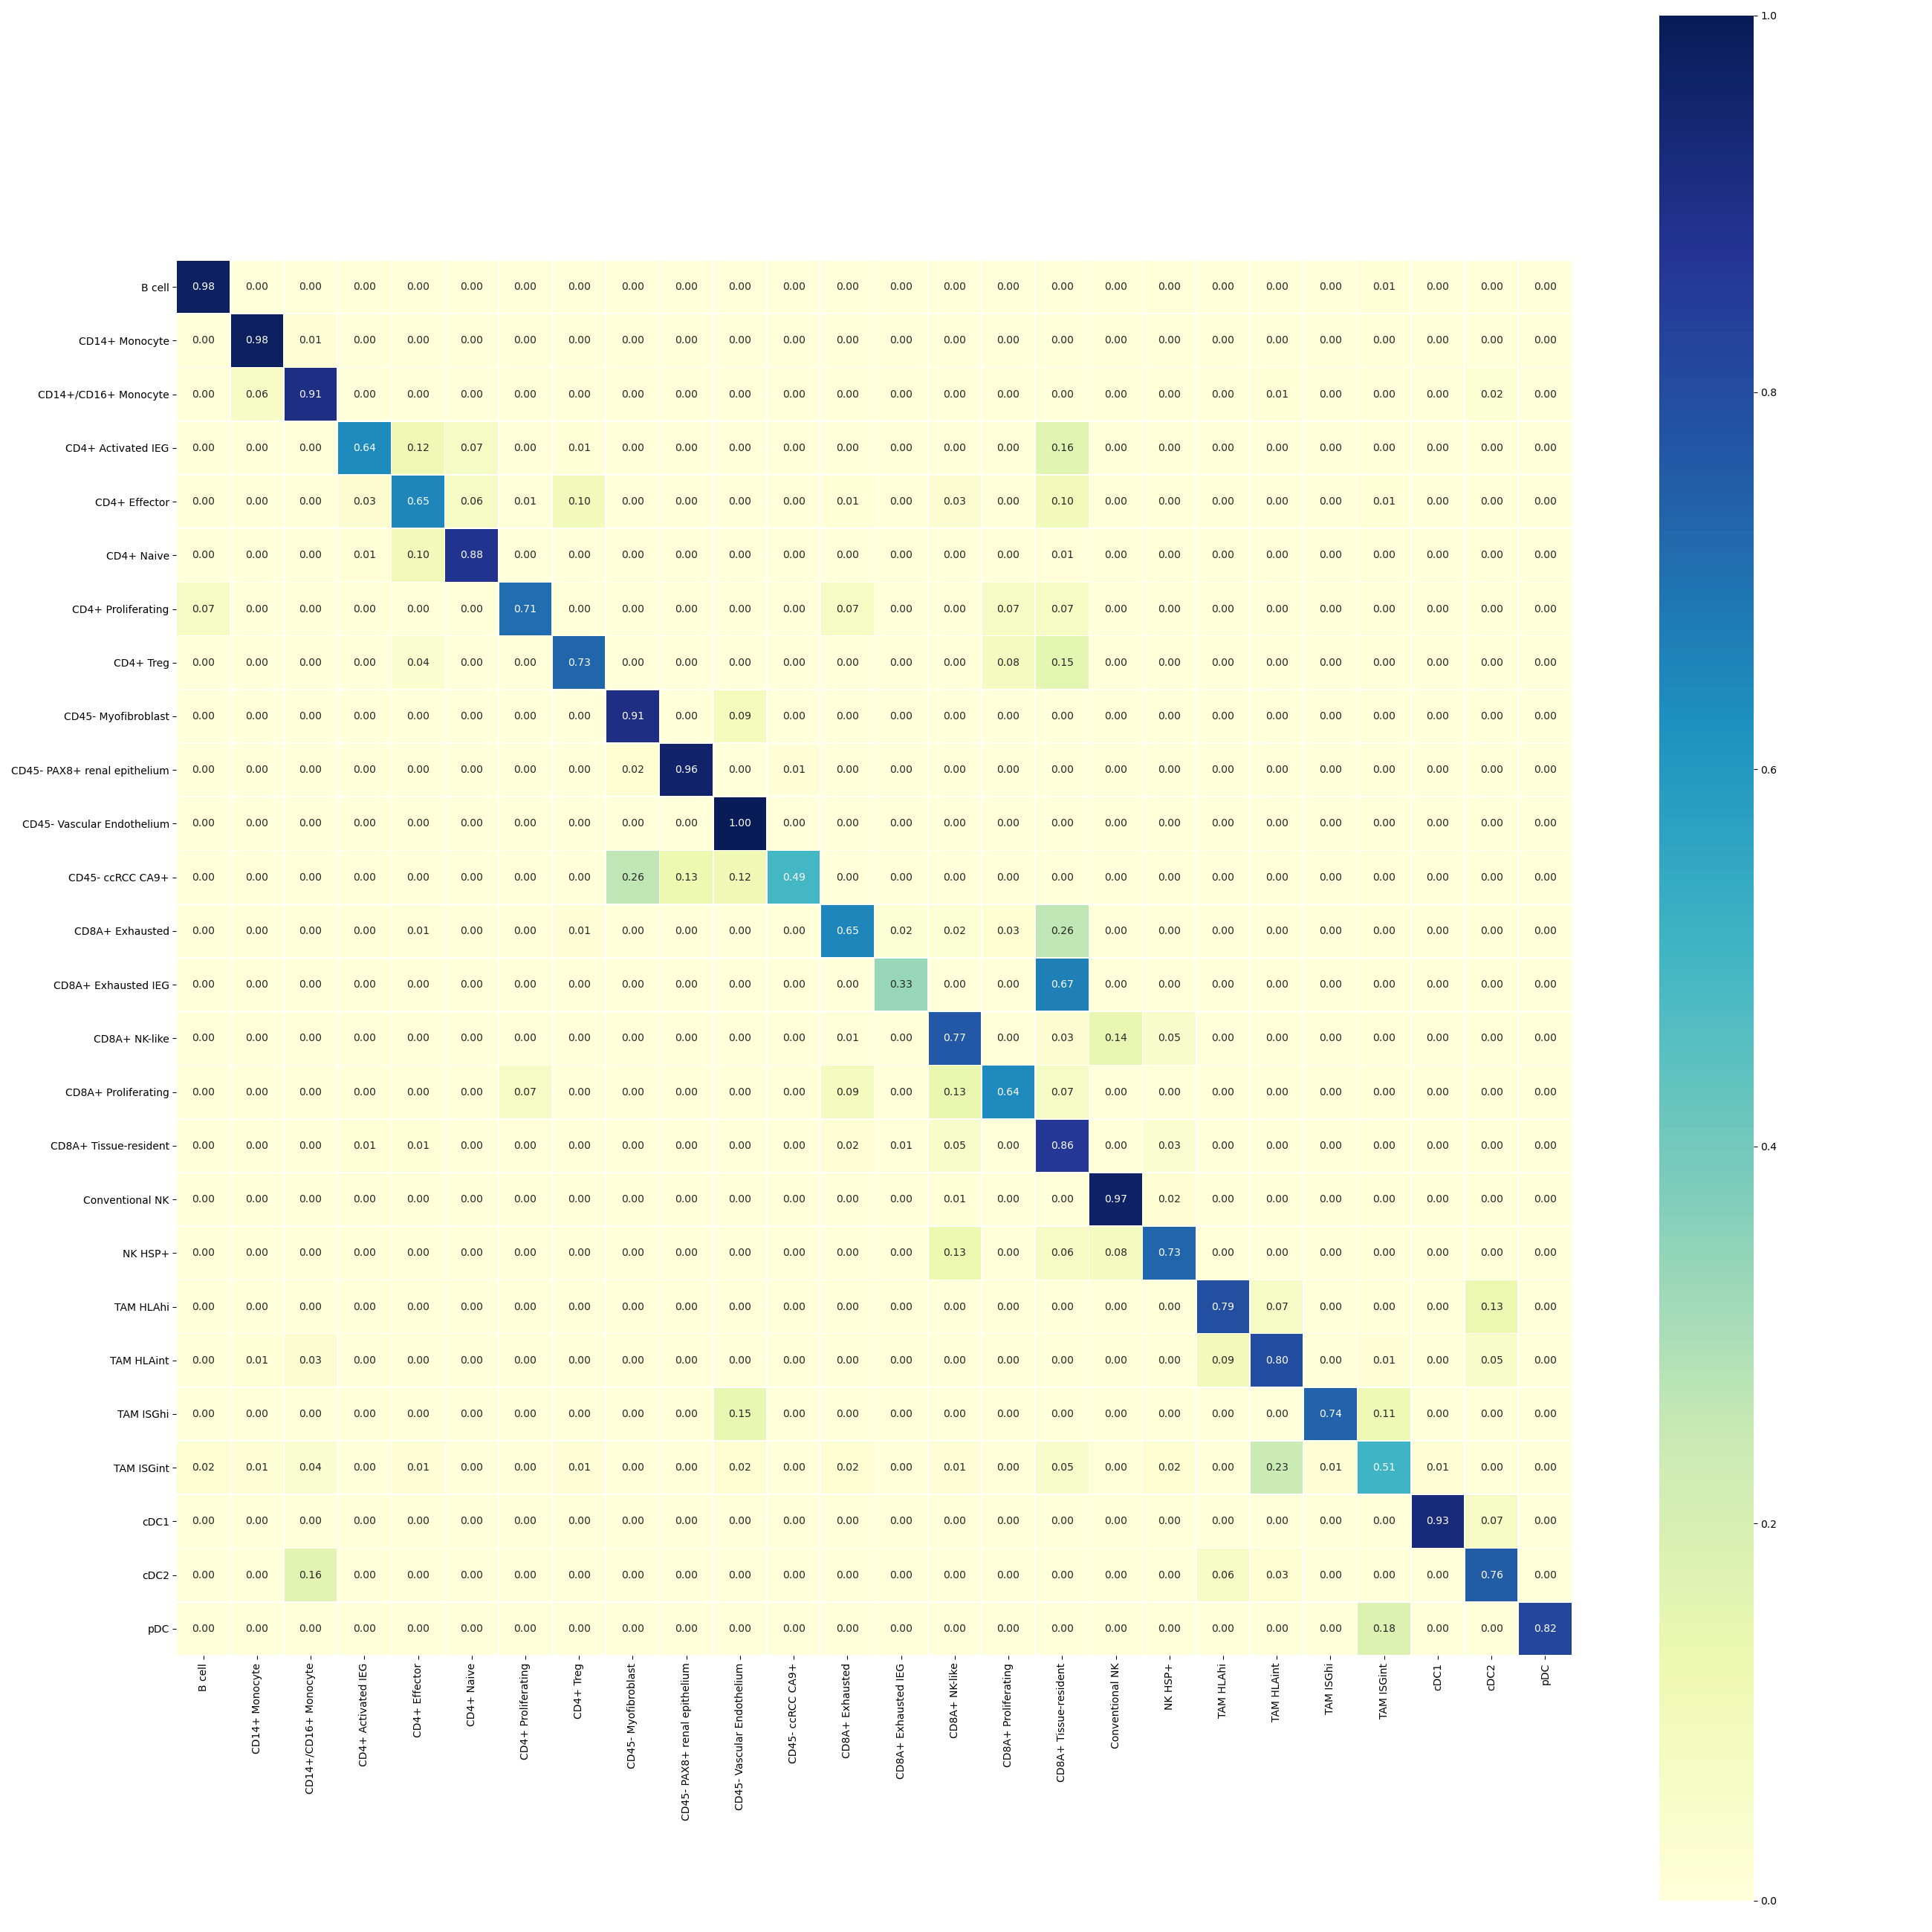 B cell 0.98 0.00 0.00 0.00 0.00 0.00 0.00 0.00 0.00 0.00 0.00 0.00 0.00 0.00 0.00 0.00 0.00 0.00 0.00 0.00 0.00 0.00 0.01 0.00 0.00 0.00
CD14+ Monocyte 0.00 0.98 0.01 0.00 0.00 0.00 0.00 0.00 0.00 0.00 0.00 0.00 0.00 0.00 0.00 0.00 0.00 0.00 0.00 0.00 0.00 0.00 0.00 0.00 0.00 0.00
CD14+/CD16+ Monocyte 0.00 0.06 0.91 0.00 0.00 0.00 0.00 0.00 0.00 0.00 0.00 0.00 0.00 0.00 0.00 0.00 0.00 0.00 0.00 0.00 0.01 0.00 0.00 0.00 0.02 0.00
CD4+ Activated IEG 0.00 0.00 0.00 0.64 0.12 0.07 0.00 0.01 0.00 0.00 0.00 0.00 0.00 0.00 0.00 0.00 0.16 0.00 0.00 0.00 0.00 0.00 0.00 0.00 0.00 0.00
CD4+ Effector 0.00 0.00 0.00 0.03 0.65 0.06 0.01 0.10 0.00 0.00 0.00 0.00 0.01 0.00 0.03 0.00 0.10 0.00 0.00 0.00 0.00 0.00 0.01 0.00 0.00 0.00
CD4+ Naive 0.00 0.00 0.00 0.01 0.10 0.88 0.00 0.00 0.00 0.00 0.00 0.00 0.00 0.00 0.00 0.00 0.01 0.00 0.00 0.00 0.00 0.00 0.00 0.00 0.00 0.00
CD4+ Proliferating 0.07 0.00 0.00 0.00 0.00 0.00 0.71 0.00 0.00 0.00 0.00 0.00 0.07 0.00 0.00 0.07 0.07 0.00 0.00 0.00 0.00 0.00 0.00 0.00 0.00 0.00
CD4+ Treg 0.00 0.00 0.00 0.00 0.04 0.00 0.00 0.73 0.00 0.00 0.00 0.00 0.00 0.00 0.00 0.08 0.15 0.00 0.00 0.00 0.00 0.00 0.00 0.00 0.00 0.00
CD45- Myofibroblast 0.00 0.00 0.00 0.00 0.00 0.00 0.00 0.00 0.91 0.00 0.09 0.00 0.00 0.00 0.00 0.00 0.00 0.00 0.00 0.00 0.00 0.00 0.00 0.00 0.00 0.00
CD45- PAX8+ renal epithelium 0.00 0.00 0.00 0.00 0.00 0.00 0.00 0.00 0.02 0.96 0.00 0.01 0.00 0.00 0.00 0.00 0.00 0.00 0.00 0.00 0.00 0.00 0.00 0.00 0.00 0.00
CD45- Vascular Endothelium 0.00 0.00 0.00 0.00 0.00 0.00 0.00 0.00 0.00 0.00 1.00 0.00 0.00 0.00 0.00 0.00 0.00 0.00 0.00 0.00 0.00 0.00 0.00 0.00 0.00 0.00
CD45- ccRCC CA9+ 0.00 0.00 0.00 0.00 0.00 0.00 0.00 0.00 0.26 0.13 0.12 0.49 0.00 0.00 0.00 0.00 0.00 0.00 0.00 0.00 0.00 0.00 0.00 0.00 0.00 0.00
CD8A+ Exhausted 0.00 0.00 0.00 0.00 0.01 0.00 0.00 0.01 0.00 0.00 0.00 0.00 0.65 0.02 0.02 0.03 0.26 0.00 0.00 0.00 0.00 0.00 0.00 0.00 0.00 0.00
CD8A+ Exhausted IEG 0.00 0.00 0.00 0.00 0.00 0.00 0.00 0.00 0.00 0.00 0.00 0.00 0.00 0.33 0.00 0.00 0.67 0.00 0.00 0.00 0.00 0.00 0.00 0.00 0.00 0.00
CD8A+ NK-like 0.00 0.00 0.00 0.00 0.00 0.00 0.00 0.00 0.00 0.00 0.00 0.00 0.01 0.00 0.77 0.00 0.03 0.14 0.05 0.00 0.00 0.00 0.00 0.00 0.00 0.00
CD8A+ Proliferating 0.00 0.00 0.00 0.00 0.00 0.00 0.07 0.00 0.00 0.00 0.00 0.00 0.09 0.00 0.13 0.64 0.07 0.00 0.00 0.00 0.00 0.00 0.00 0.00 0.00 0.00
CD8A+ Tissue-resident 0.00 0.00 0.00 0.01 0.01 0.00 0.00 0.00 0.00 0.00 0.00 0.00 0.02 0.01 0.05 0.00 0.86 0.00 0.03 0.00 0.00 0.00 0.00 0.00 0.00 0.00
Conventional NK 0.00 0.00 0.00 0.00 0.00 0.00 0.00 0.00 0.00 0.00 0.00 0.00 0.00 0.00 0.01 0.00 0.00 0.97 0.02 0.00 0.00 0.00 0.00 0.00 0.00 0.00
NK HSP+ 0.00 0.00 0.00 0.00 0.00 0.00 0.00 0.00 0.00 0.00 0.00 0.00 0.00 0.00 0.13 0.00 0.06 0.08 0.73 0.00 0.00 0.00 0.00 0.00 0.00 0.00
TAM HLAhi 0.00 0.00 0.00 0.00 0.00 0.00 0.00 0.00 0.00 0.00 0.00 0.00 0.00 0.00 0.00 0.00 0.00 0.00 0.00 0.79 0.07 0.00 0.00 0.00 0.13 0.00
TAM HLAint 0.00 0.01 0.03 0.00 0.00 0.00 0.00 0.00 0.00 0.00 0.00 0.00 0.00 0.00 0.00 0.00 0.00 0.00 0.00 0.09 0.80 0.00 0.01 0.00 0.05 0.00
TAM ISGhi 0.00 0.00 0.00 0.00 0.00 0.00 0.00 0.00 0.00 0.00 0.15 0.00 0.00 0.00 0.00 0.00 0.00 0.00 0.00 0.00 0.00 0.74 0.11 0.00 0.00 0.00
TAM ISGint 0.02 0.01 0.04 0.00 0.01 0.00 0.00 0.01 0.00 0.00 0.02 0.00 0.02 0.00 0.01 0.00 0.05 0.00 0.02 0.00 0.23 0.01 0.51 0.01 0.00 0.00
cDC1 0.00 0.00 0.00 0.00 0.00 0.00 0.00 0.00 0.00 0.00 0.00 0.00 0.00 0.00 0.00 0.00 0.00 0.00 0.00 0.00 0.00 0.00 0.00 0.93 0.07 0.00
cDC2 0.00 0.00 0.16 0.00 0.00 0.00 0.00 0.00 0.00 0.00 0.00 0.00 0.00 0.00 0.00 0.00 0.00 0.00 0.00 0.06 0.03 0.00 0.00 0.00 0.76 0.00
pDC 0.00 0.00 0.00 0.00 0.00 0.00 0.00 0.00 0.00 0.00 0.00 0.00 0.00 0.00 0.00 0.00 0.00 0.00 0.00 0.00 0.00 0.00 0.18 0.00 0.00 0.82
B cell
CD14+ Monocyte
CD14+/CD16+ Monocyte
CD4+ Activated IEG
CD4+ Effector
CD4+ Naive
CD4+ Proliferating
CD4+ Treg
CD45- Myofibroblast
CD45- PAX8+ renal epithelium
CD45- Vascular Endothelium
CD45- ccRCC CA9+
CD8A+ Exhausted
CD8A+ Exhausted IEG
CD8A+ NK-like
CD8A+ Proliferating
CD8A+ Tissue-resident
Conventional NK
NK HSP+
TAM HLAhi
TAM HLAint
TAM ISGhi
TAM ISGint
cDC1
cDC2
pDC
1.0
0.8
0.6
0.4
0.2
0.0